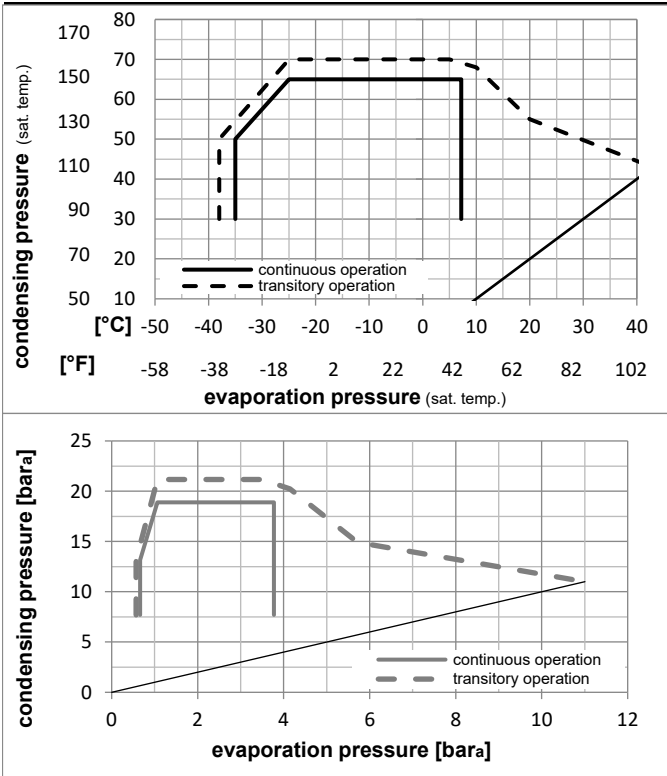 condensing pressure (sat. temp.)
170 80
150 70
60
130 50
110 40
90 30
70 20
50 10
continuous operation
transitory operation
[°C] -50 -40 -30 -20 -10 0 10 20 30 40
[°F] -58 -38 -18 2 22 42 62 82 102
evaporation pressure (sat. temp.)
condensing pressure [bara]
25
20
15
10
5
0
continuous operation
transitory operation
0 2 4 6 8 10 12
evaporation pressure [bara]